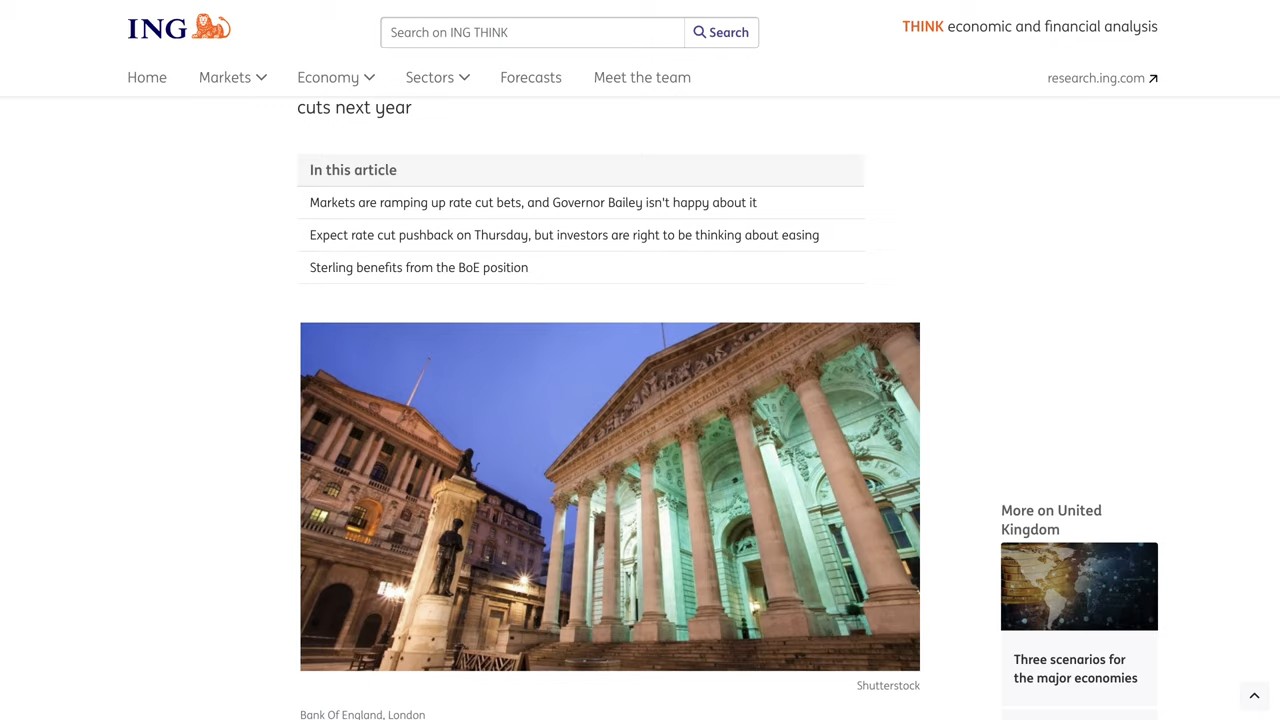 ING
Search on ING THINK
Search
THINK economic and financial analysis
Home
Markets
Economy
Sectors
Forecasts
Meet the team
research.ing.com
cuts next year
In this article
Markets are ramping up rate cut bets, and Governor Bailey isn't happy about it
Expect rate cut pushback on Thursday, but investors are right to be thinking about easing
Sterling benefits from the BoE position
Shutterstock
Bank Of England, London
More on United
Kingdom
Three scenarios for
the major economies